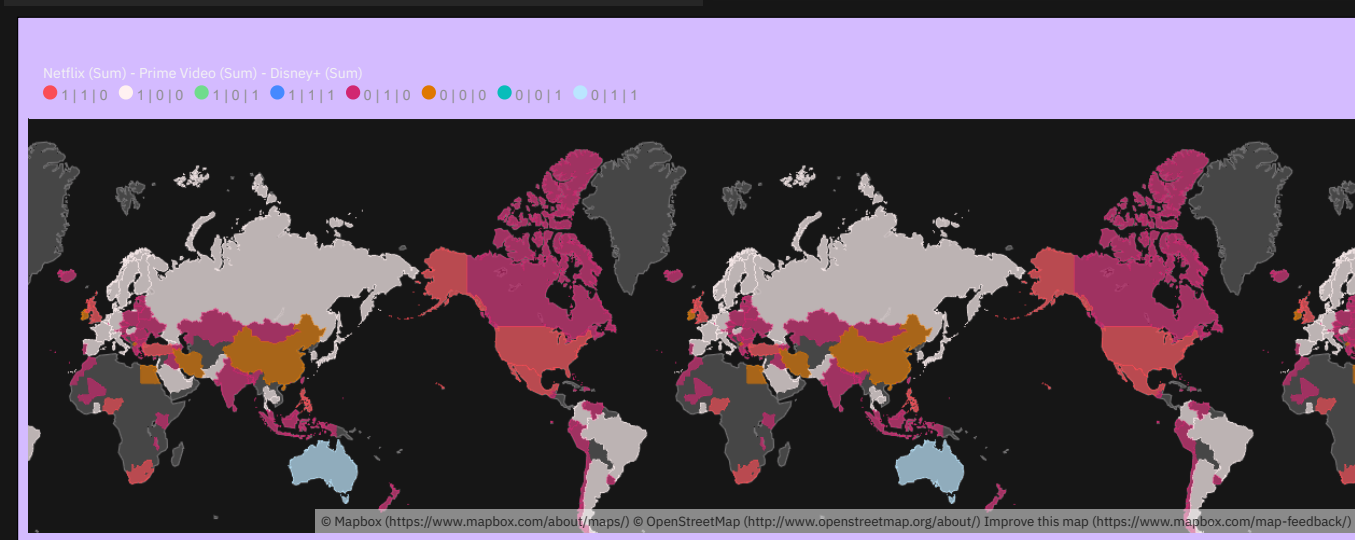 Netflix (Sum) - Prime Video (Sum) - Disney+ (Sum)
1 | 1 | 0 1 | 0 | 0 1 | 0 | 1 1 | 1 | 1 0 | 1 | 0 0 | 0 | 0 0 | 0 | 1 0 | 1 | 1
© Mapbox (https://www.mapbox.com/about/maps/) © OpenStreetMap (http://www.openstreetmap.org/about/) Improve this map (https://www.mapbox.com/map-feedback/)